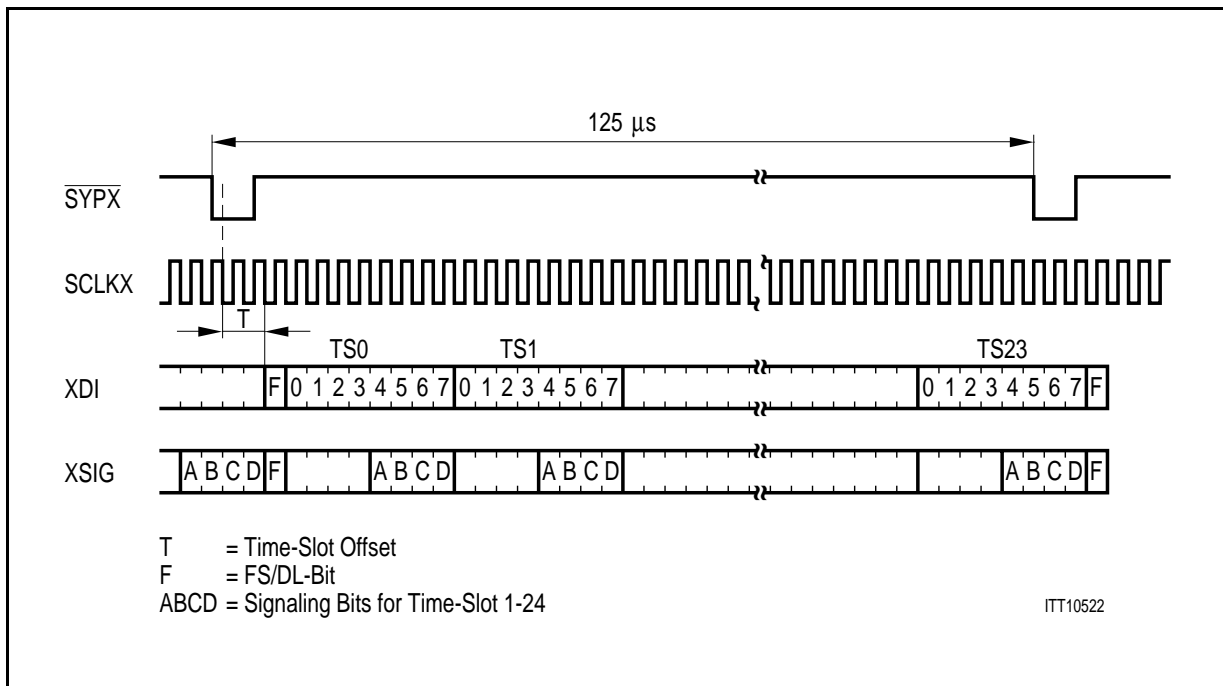 125 μs
SYPX
SCLKX
T
TS0 TS1 TS23
XDI F 0 1 2 3 4 5 6 7 0 1 2 3 4 5 6 7 0 1 2 3 4 5 6 7 F
XSIG A B C D F A B C D A B C D A B C D F
T = Time-Slot Offset
F = FS/DL-Bit
ABCD = Signaling Bits for Time-Slot 1-24
ITT10522